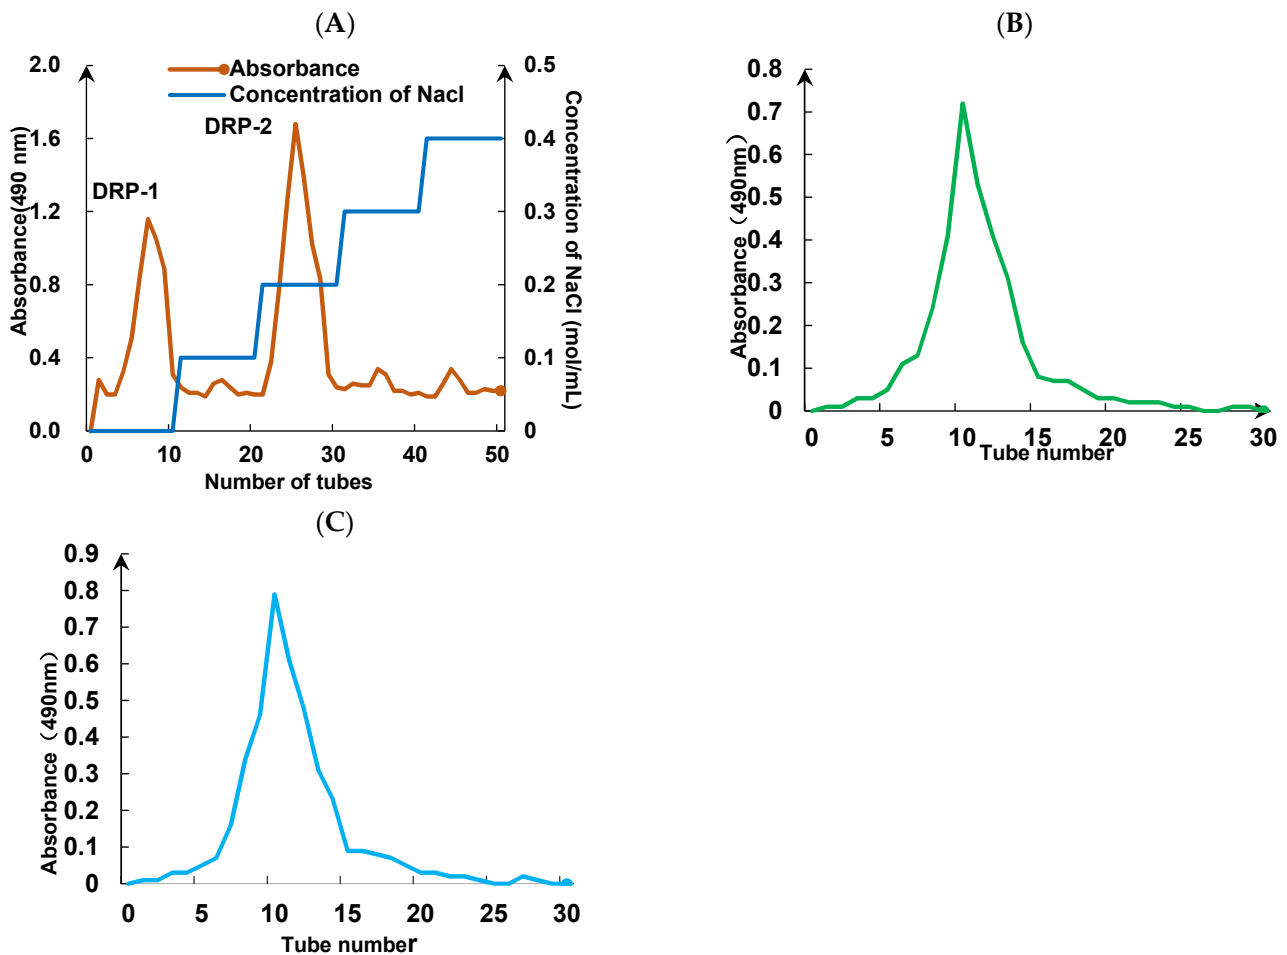 (A)
2.0
1.6
1.2
0.8
0.4
0.0
Absorbance(490 nm)
Absorbance
Concentration of Nacl
DRP-1
DRP-2
0.5
0.4
0.3
0.2
0.1
0
Concentration of NaCl (mol/mL)
0 10 20 30 40 50
Number of tubes
(B)
0.8
0.7
0.6
0.5
0.4
0.3
0.2
0.1
0
Absorbance（490nm）
0 5 10 15 20 25 30
Tube number
(C)
0.9
0.8
0.7
0.6
0.5
0.4
0.3
0.2
0.1
0
Absorbance（490nm）
0 5 10 15 20 25 30
Tube number